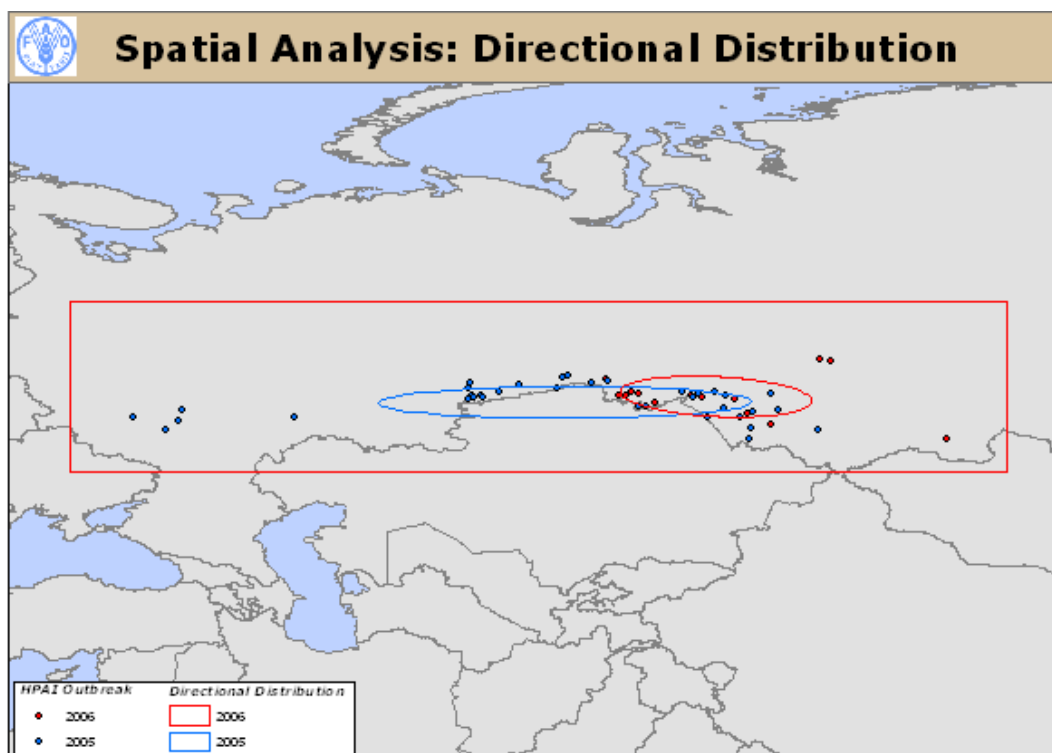 Spatial Analysis: Directional Distribution
F A O
HPAI Outbreak Directional Distribution
2006 2006
2005 2005